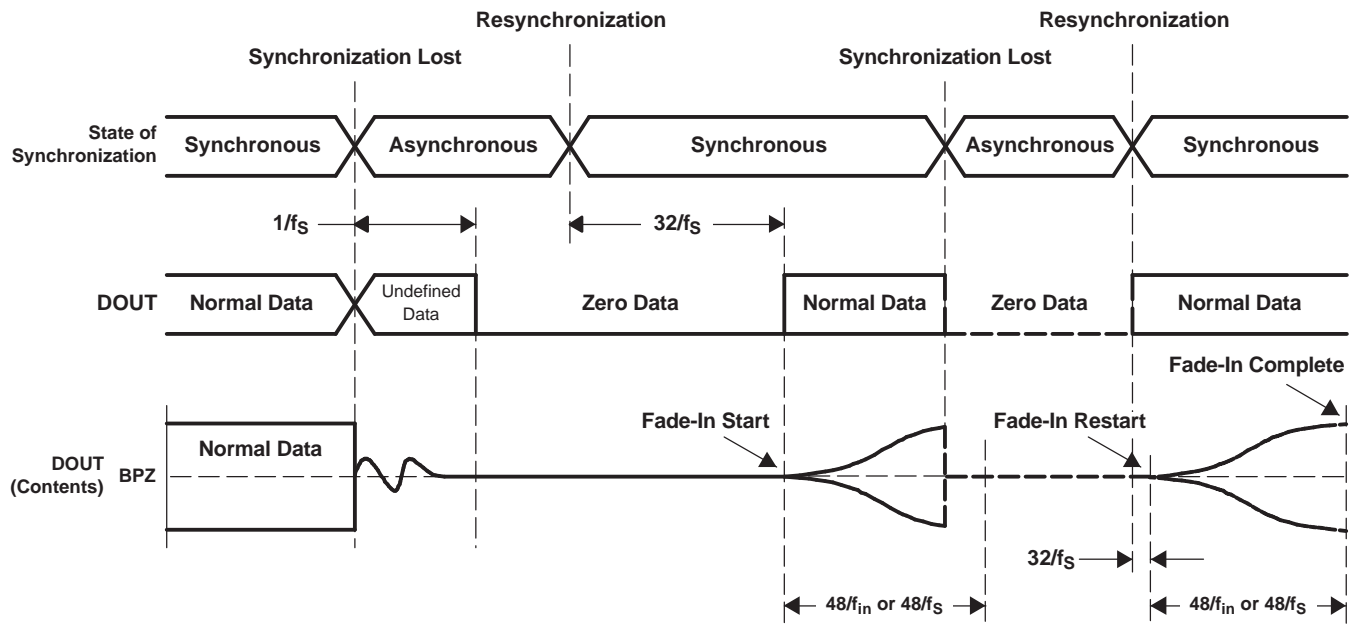 Resynchronization
Resynchronization
Synchronization Lost
Synchronization Lost
State of
Synchronization
Synchronous
Asynchronous
Synchronous
Asynchronous
Synchronous
1/fS
32/fS
DOUT
Normal Data
Undefined
Data
Zero Data
Normal Data
Zero Data
Normal Data
Fade-In Complete
Fade-In Start
Fade-In Restart
Normal Data
DOUT
(Contents)
BPZ
32/fS
48/fin or 48/fS
48/fin or 48/fS